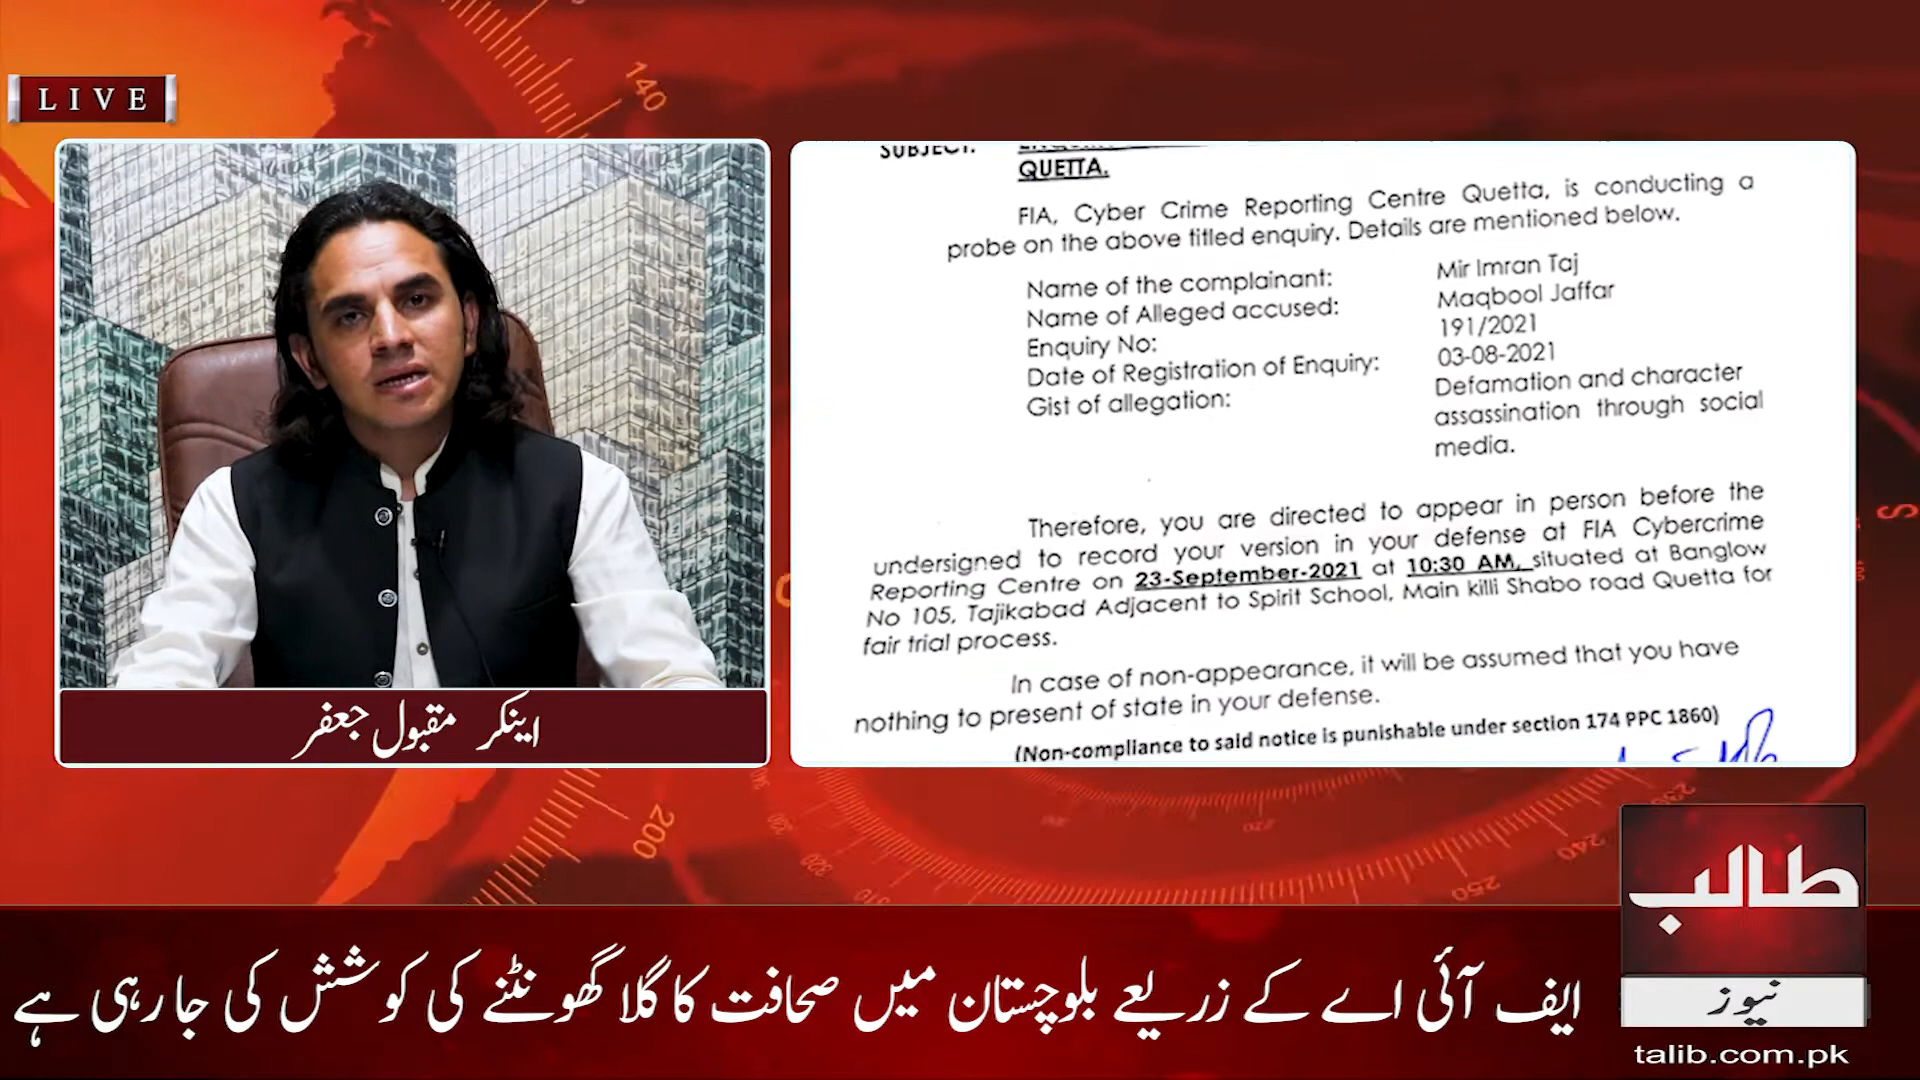 LIVE
SUBJECT:
QUETTA.
FIA, Cyber Crime Reporting Centre Quetta, is conducting a
probe on the above titled enquiry. Details are mentioned below.
Name of the complainant: Mir Imran Taj
Name of Alleged accused: Maqbool Jaffar
Enquiry No: 191/2021
Date of Registration of Enquiry: 03-08-2021
Gist of allegation: Defamation and character
assassination through social
media.
Therefore, you are directed to appear in person before the
undersigned to record your version in your defense at FIA Cybercrime
Reporting Centre on 23-September-2021 at 10:30 AM, situated at Banglow
No 105, Tajikabad Adjacent to Spirit School, Main killi Shabo road Quetta for
fair trial process.
In case of non-appearance, it will be assumed that you have
nothing to present of state in your defense.
(Non-compliance to said notice is punishable under section 174 PPC 1860)
اینکر مقبول جعفر
140
200
220
230
240
250
320
طالب
نیوز
talib.com.pk
ایف آئی اے کے زریعے بلوچستان میں صحافت کا گلا گھونٹنے کی کوشش کی جا رہی ہے